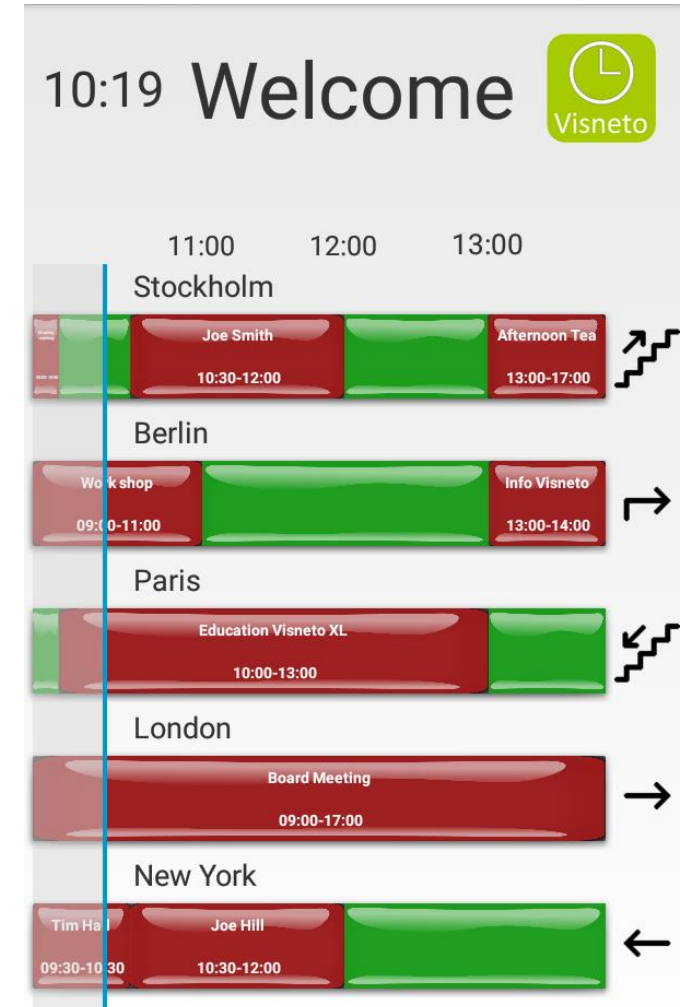 10:19 Welcome
Visneto
11:00 12:00 13:00
Stockholm
Joe Smith
10:30-12:00
Afternoon Tea
13:00-17:00
Berlin
Work shop
09:00-11:00
Info Visneto
13:00-14:00
Paris
Education Visneto XL
10:00-13:00
London
Board Meeting
09:00-17:00
New York
Tim Hall
09:30-10:30
Joe Hill
10:30-12:00